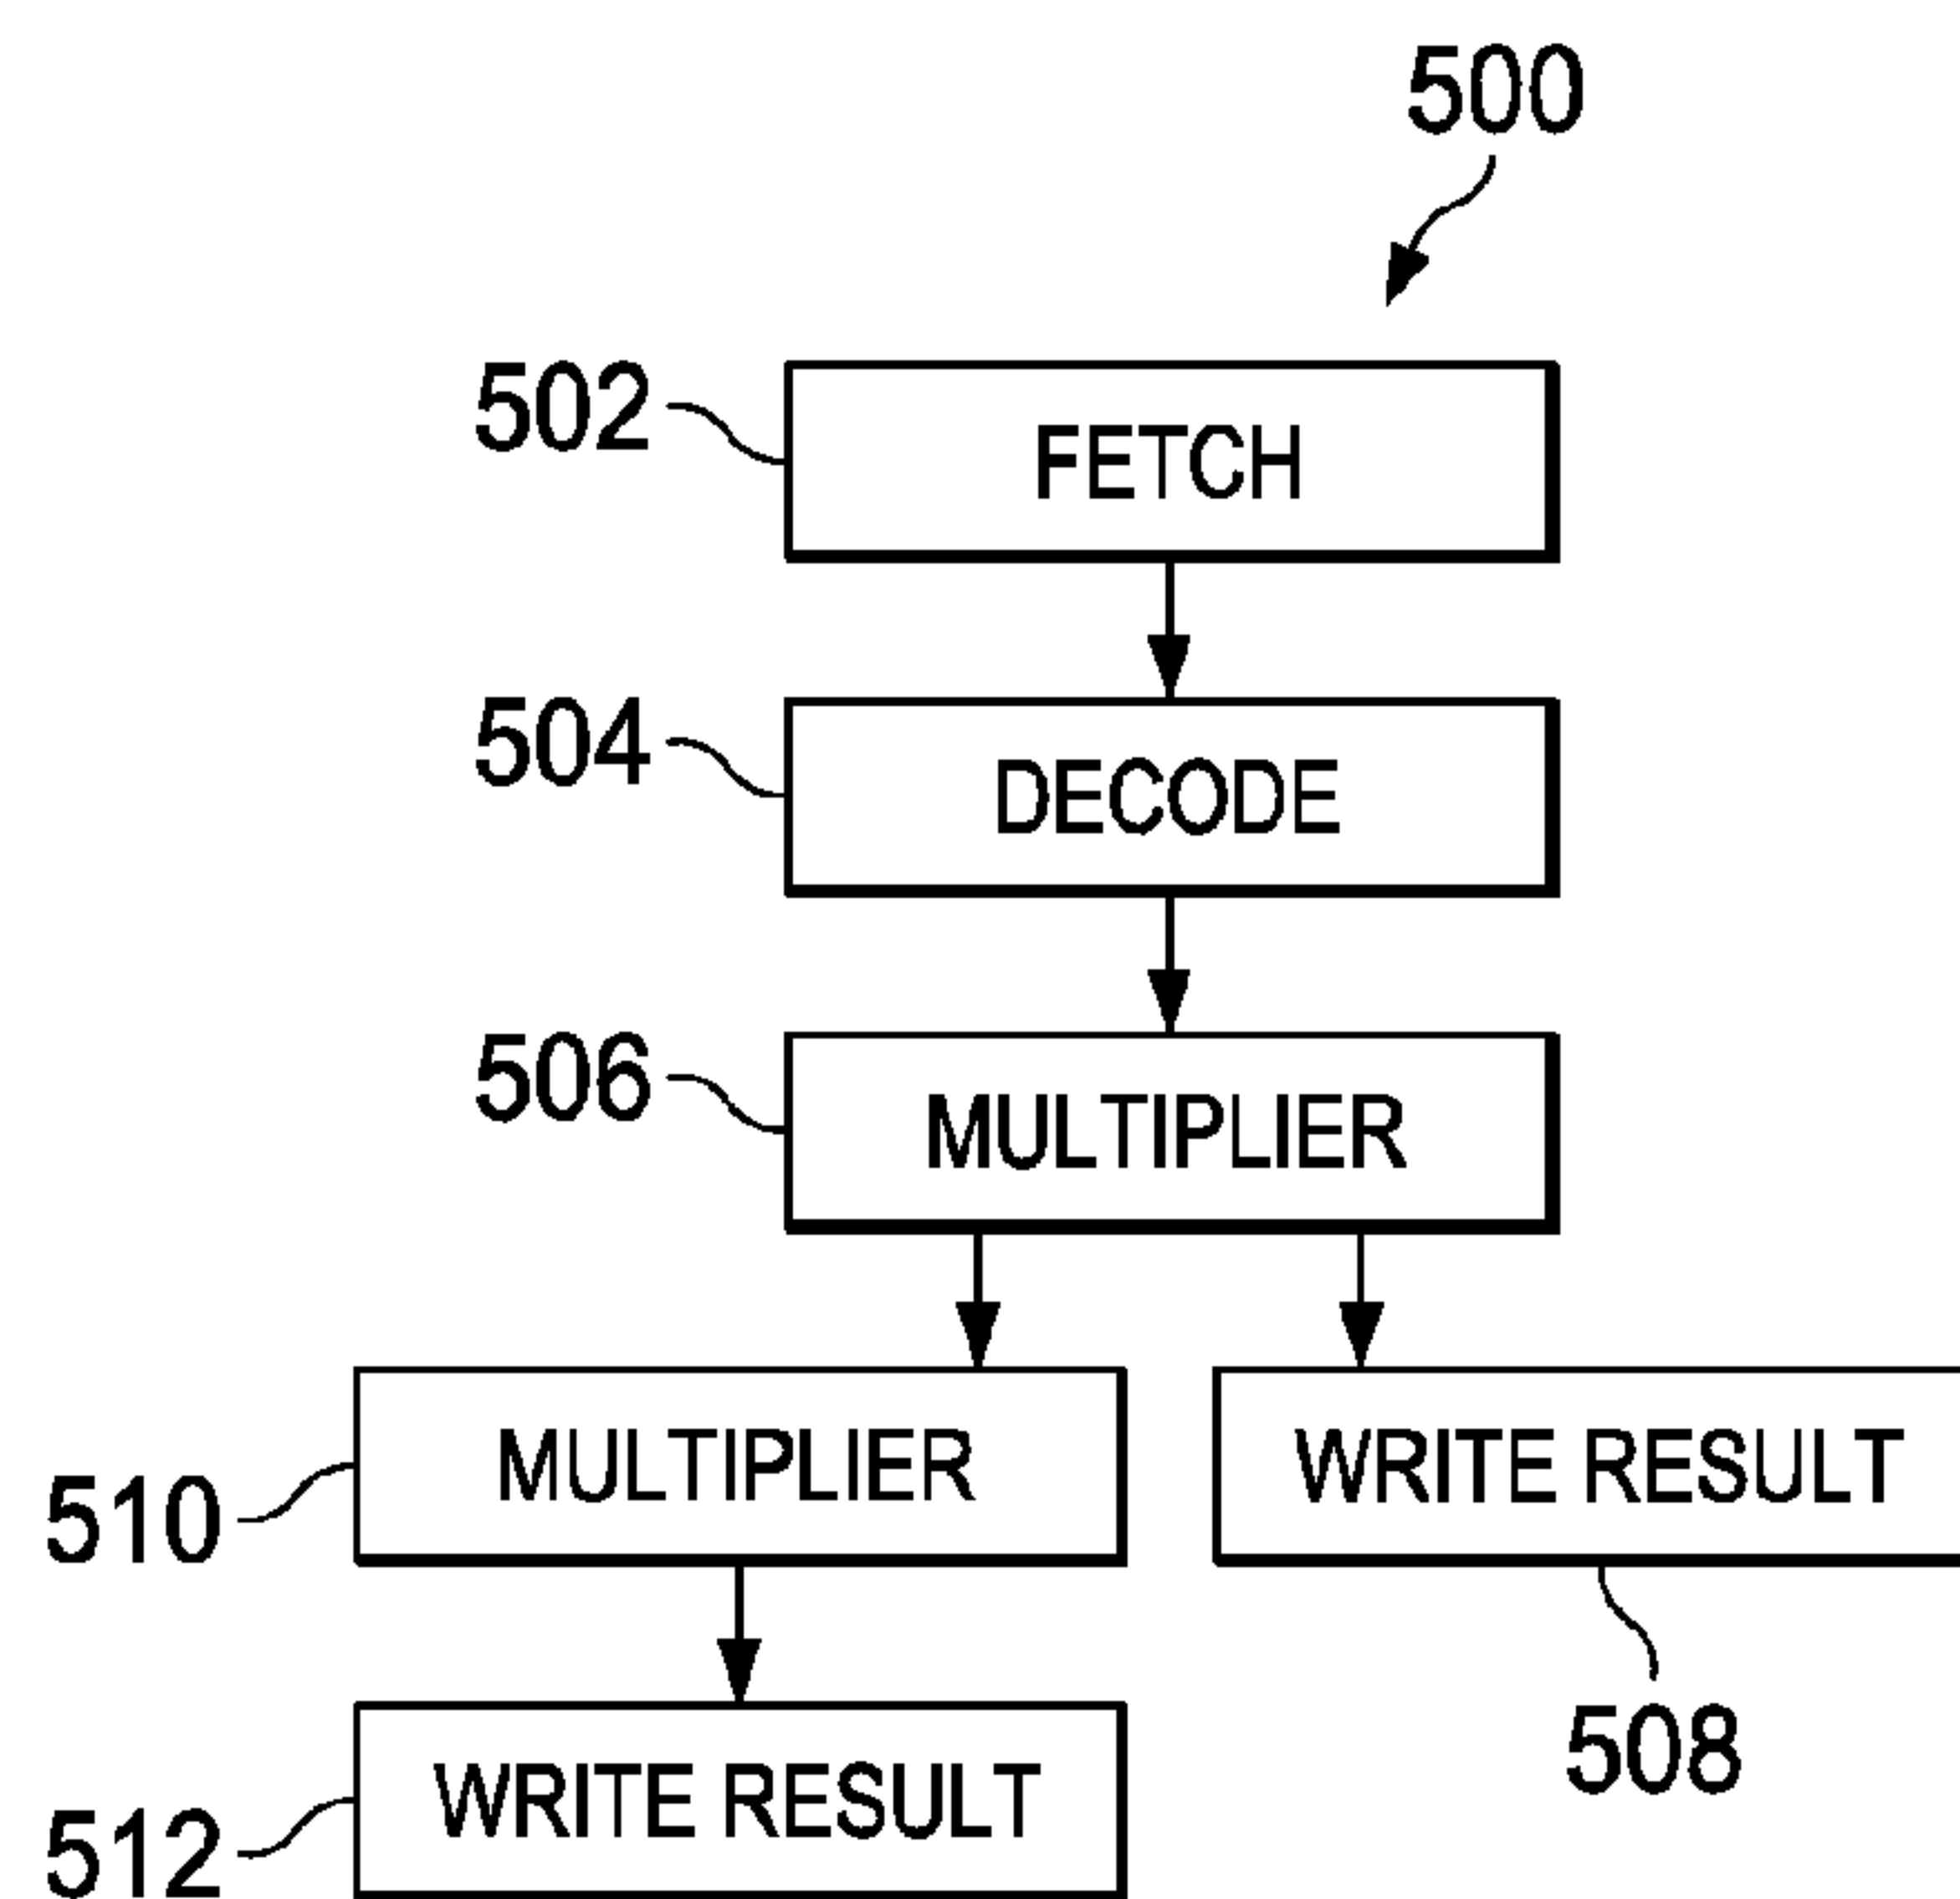 500
502
FETCH
504
DECODE
506
MULTIPLIER
510
MULTIPLIER
WRITE RESULT
508
512
WRITE RESULT